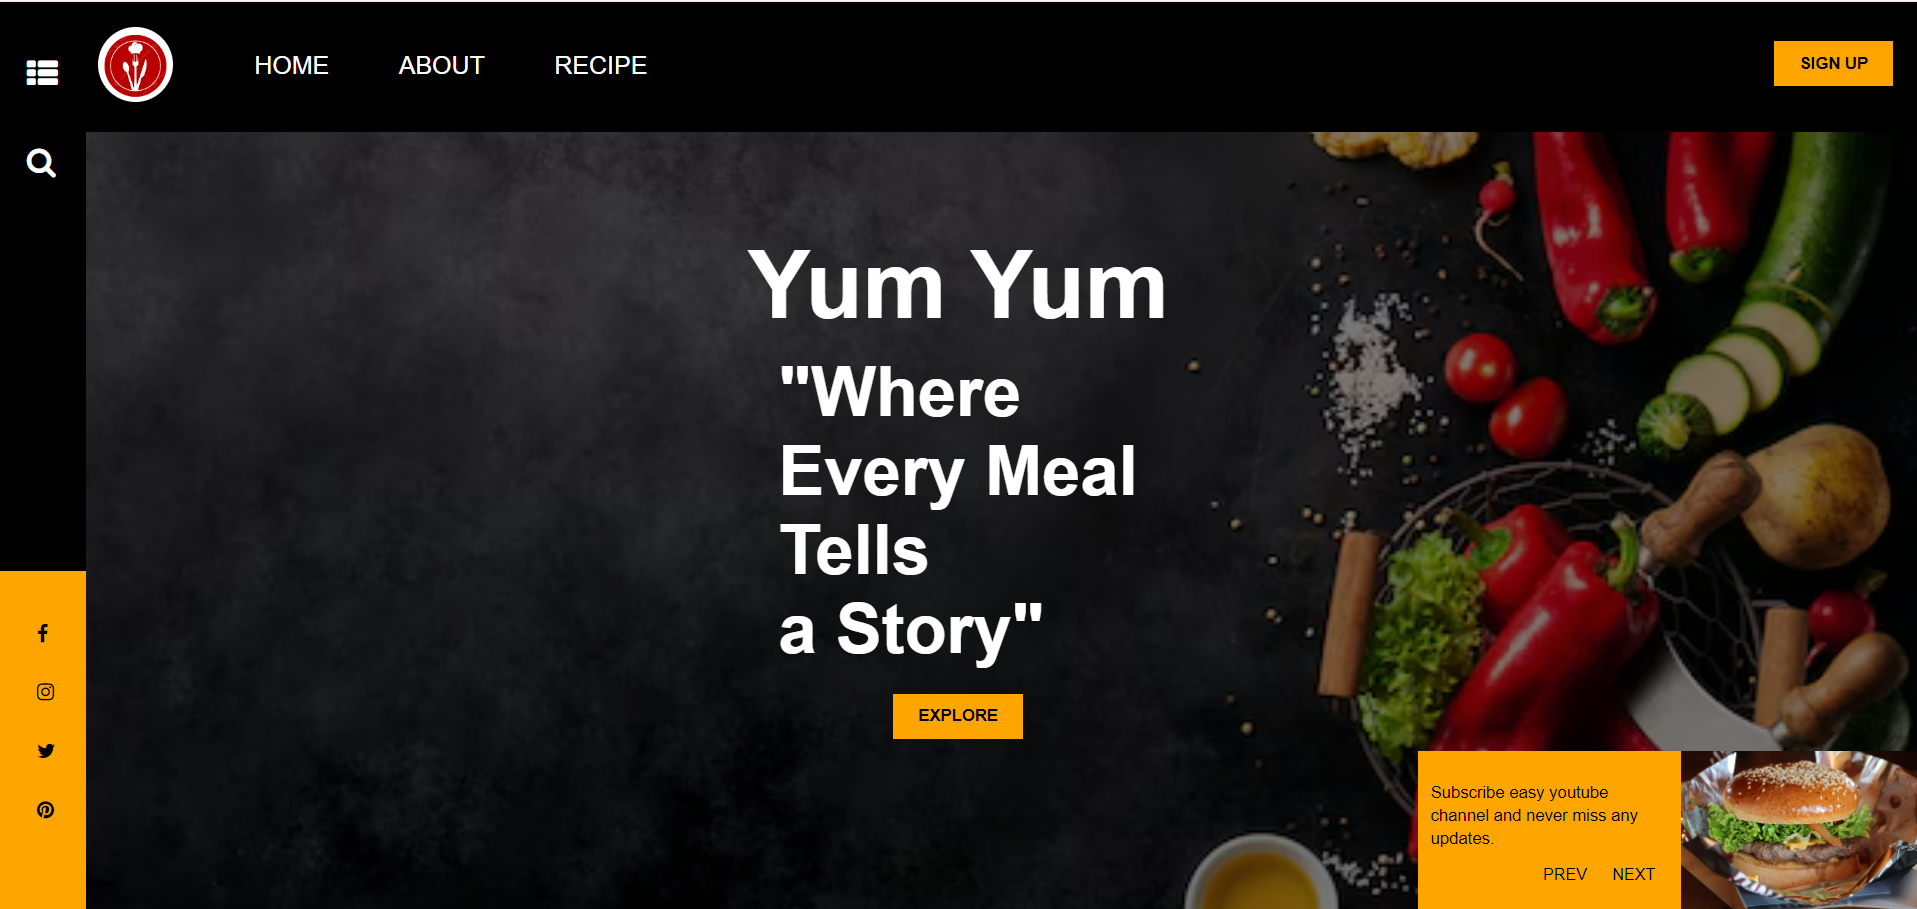 HOME ABOUT RECIPE SIGN UP
Yum Yum
"Where
Every Meal
Tells
a Story"
EXPLORE
Subscribe easy youtube
channel and never miss any
updates.
PREV NEXT